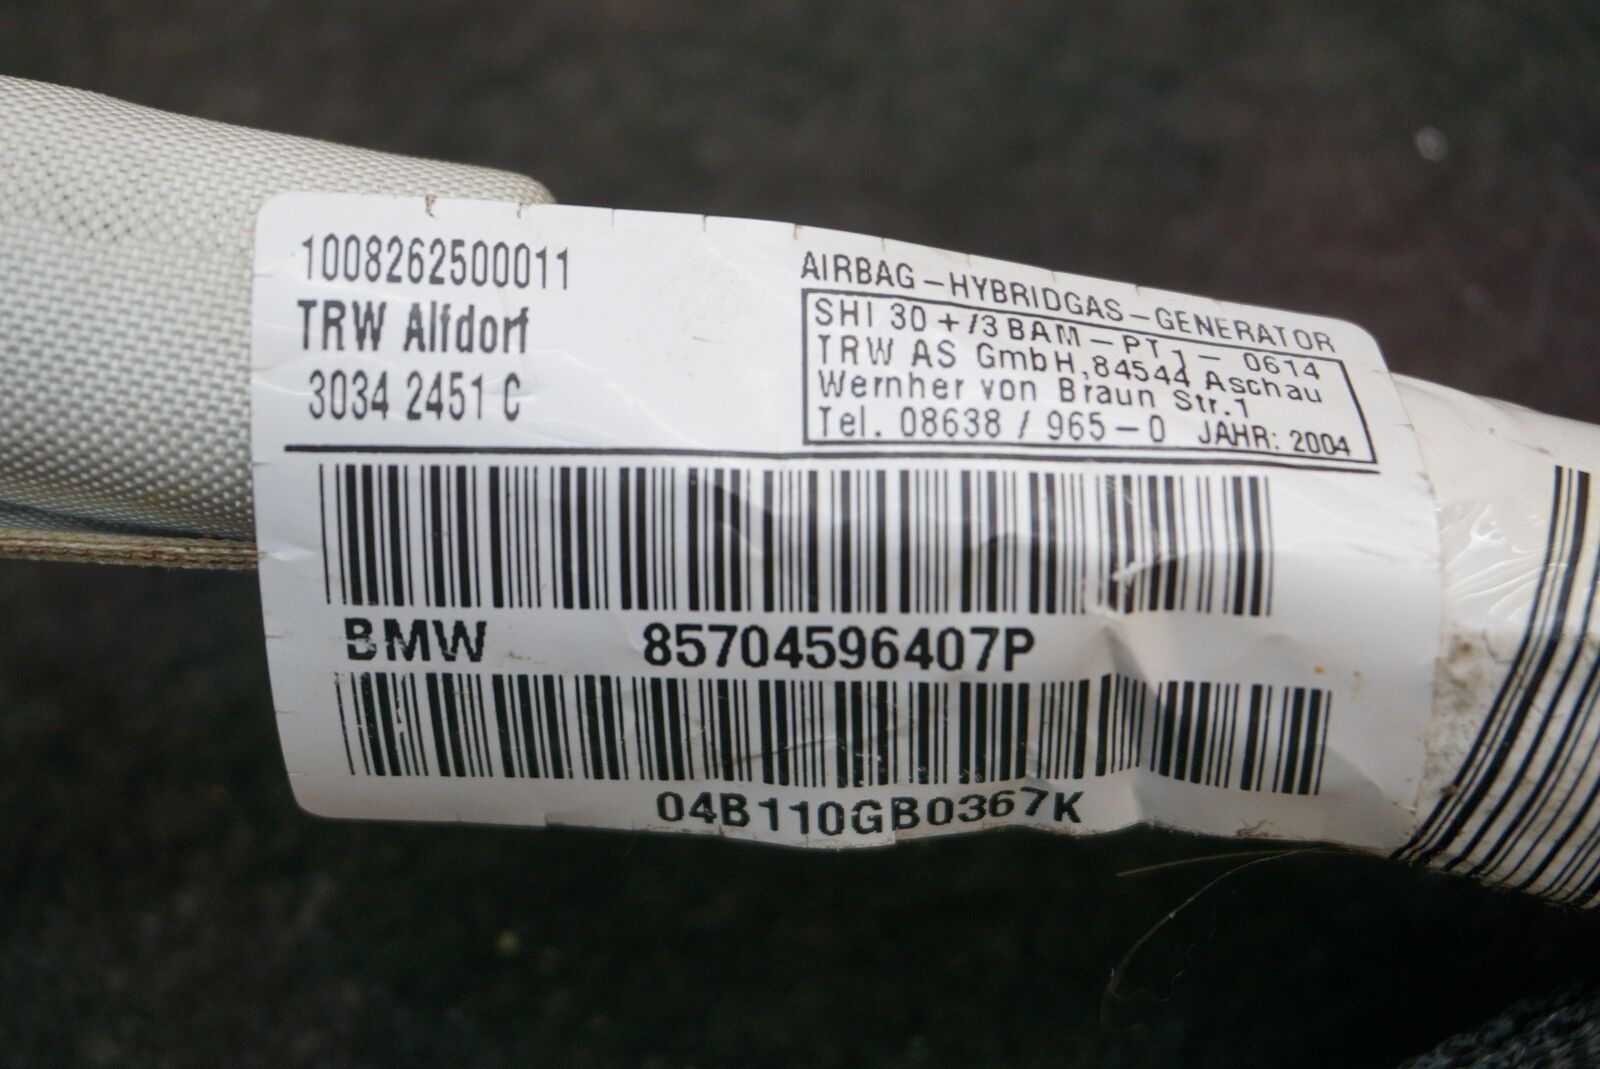 1008262500011
TRW Alfdorf
3034 2451 C
AIRBAG-HYBRIDGAS-GENERATOR
SHI 30 +/3 BAM-PT 1- 0614
TRW AS GmbH, 84544 Aschau
Wernher von Braun Str.1
Tel. 08638 / 965-0 JAHR: 2004
BMW 85704596407P
04B110GB0367K